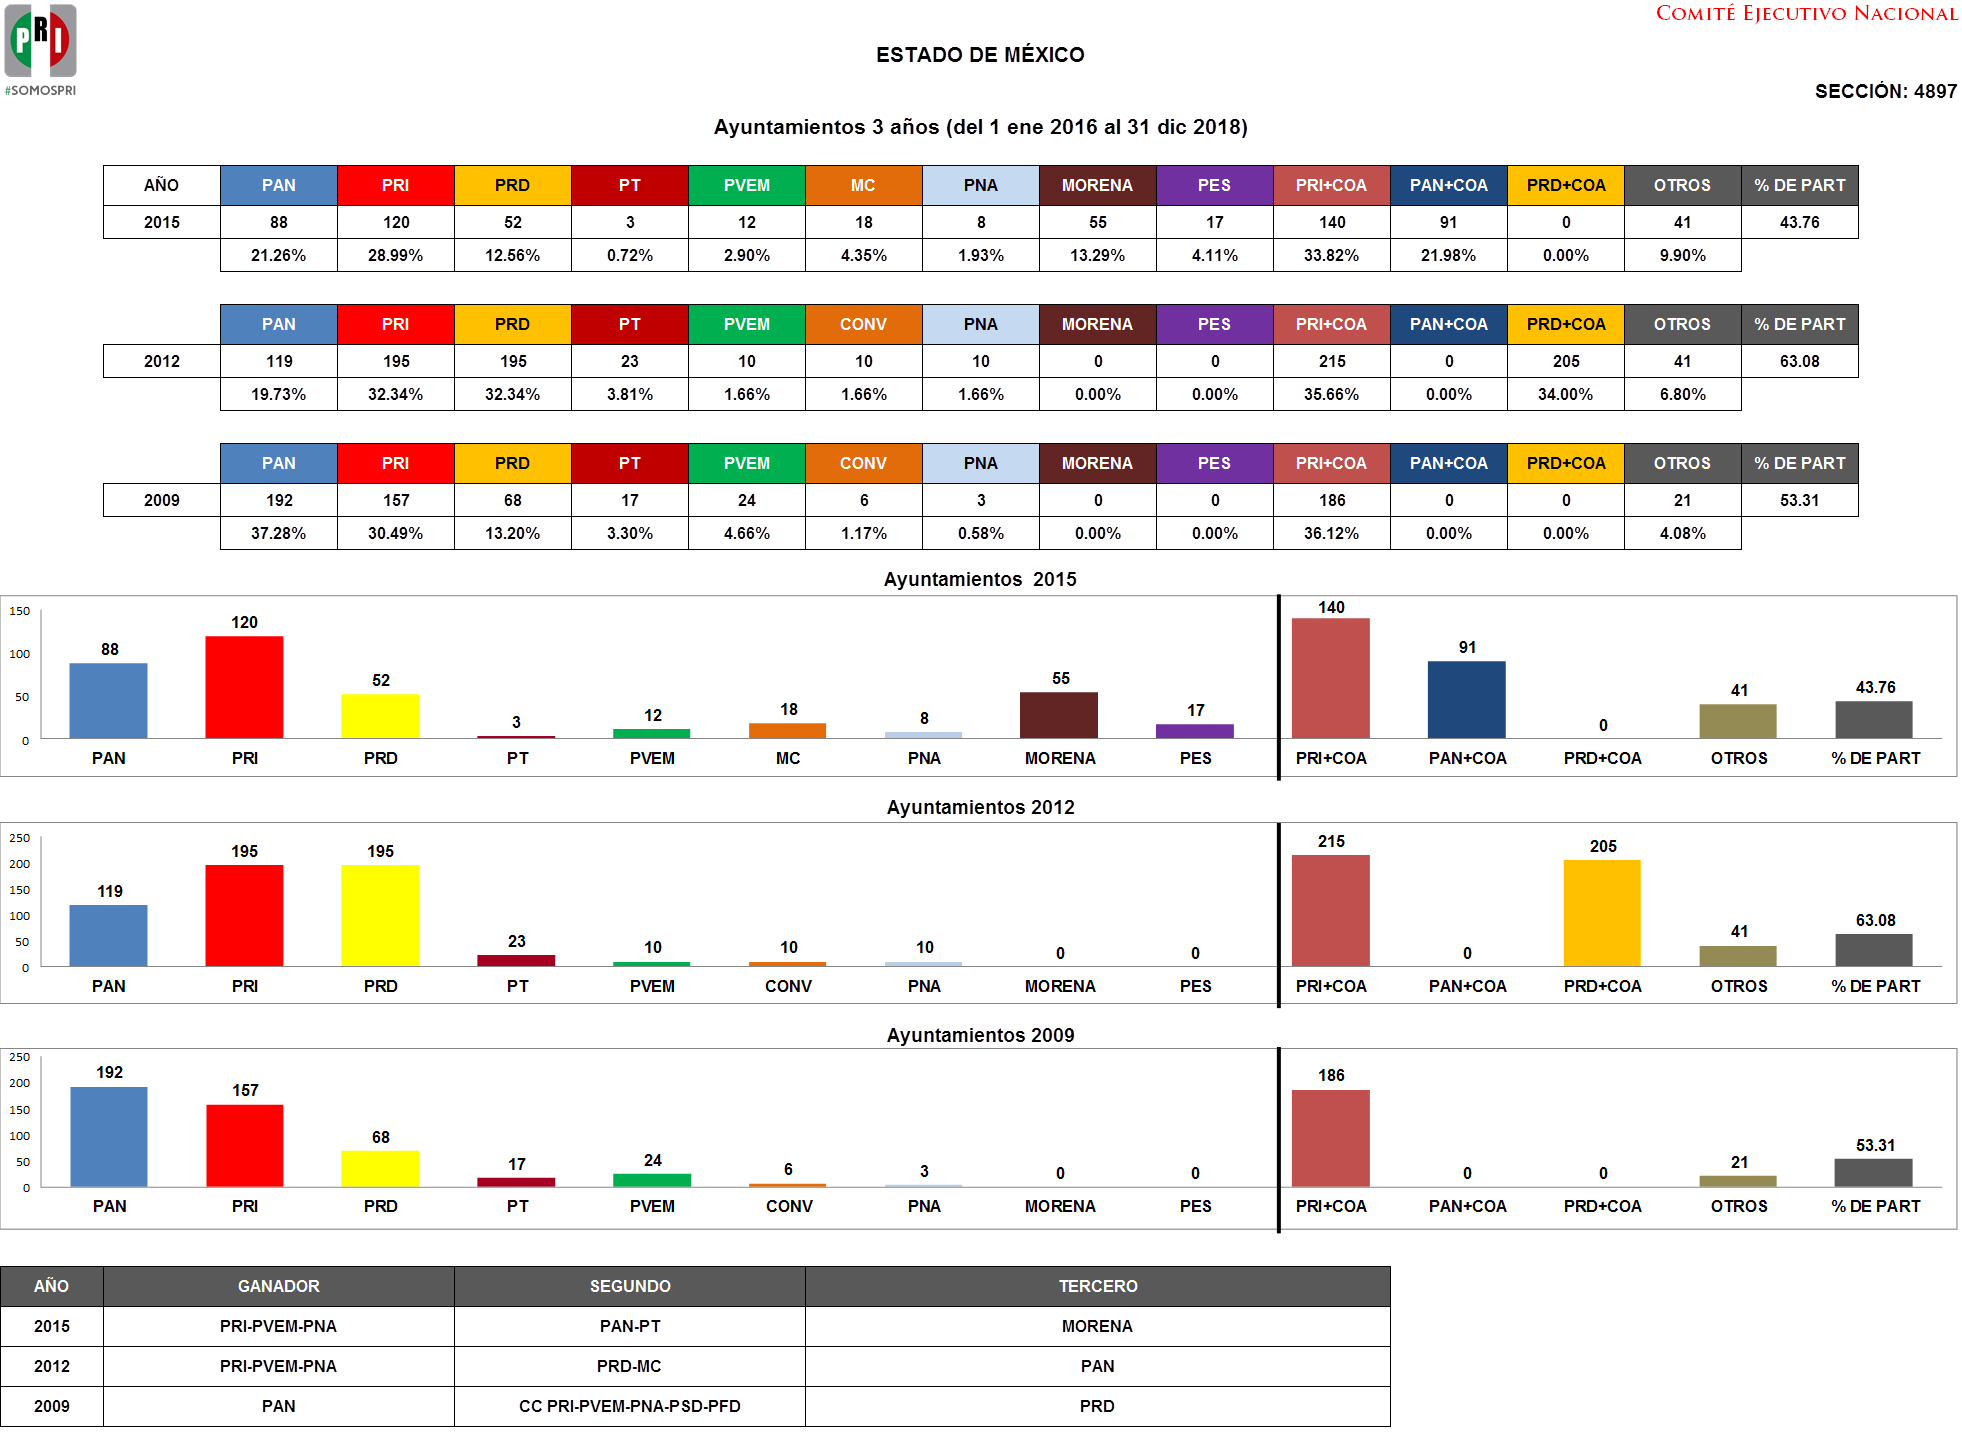 PRI
#SOMOSPRI
COMITÉ EJECUTIVO NACIONAL
ESTADO DE MÉXICO
SECCIÓN: 4897
Ayuntamientos 3 años (del 1 ene 2016 al 31 dic 2018)
AÑO PAN PRI PRD PT PVEM MC PNA MORENA PES PRI+COA PAN+COA PRD+COA OTROS % DE PART
2015 88 120 52 3 12 18 8 55 17 140 91 0 41 43.76
21.26% 28.99% 12.56% 0.72% 2.90% 4.35% 1.93% 13.29% 4.11% 33.82% 21.98% 0.00% 9.90%
PAN PRI PRD PT PVEM CONV PNA MORENA PES PRI+COA PAN+COA PRD+COA OTROS % DE PART
2012 119 195 195 23 10 10 10 0 0 215 0 205 41 63.08
19.73% 32.34% 32.34% 3.81% 1.66% 1.66% 1.66% 0.00% 0.00% 35.66% 0.00% 34.00% 6.80%
PAN PRI PRD PT PVEM CONV PNA MORENA PES PRI+COA PAN+COA PRD+COA OTROS % DE PART
2009 192 157 68 17 24 6 3 0 0 186 0 0 21 53.31
37.28% 30.49% 13.20% 3.30% 4.66% 1.17% 0.58% 0.00% 0.00% 36.12% 0.00% 0.00% 4.08%
Ayuntamientos 2015
150
100
50
0
88 120 52 3 12 18 8 55 17 140 91 0 41 43.76
PAN PRI PRD PT PVEM MC PNA MORENA PES PRI+COA PAN+COA PRD+COA OTROS % DE PART
Ayuntamientos 2012
250
200
150
100
50
0
119 195 195 23 10 10 10 0 0 215 0 205 41 63.08
PAN PRI PRD PT PVEM CONV PNA MORENA PES PRI+COA PAN+COA PRD+COA OTROS % DE PART
Ayuntamientos 2009
250
200
150
100
50
0
192 157 68 17 24 6 3 0 0 186 0 0 21 53.31
PAN PRI PRD PT PVEM CONV PNA MORENA PES PRI+COA PAN+COA PRD+COA OTROS % DE PART
AÑO GANADOR SEGUNDO TERCERO
2015 PRI-PVEM-PNA PAN-PT MORENA
2012 PRI-PVEM-PNA PRD-MC PAN
2009 PAN CC PRI-PVEM-PNA-PSD-PFD PRD